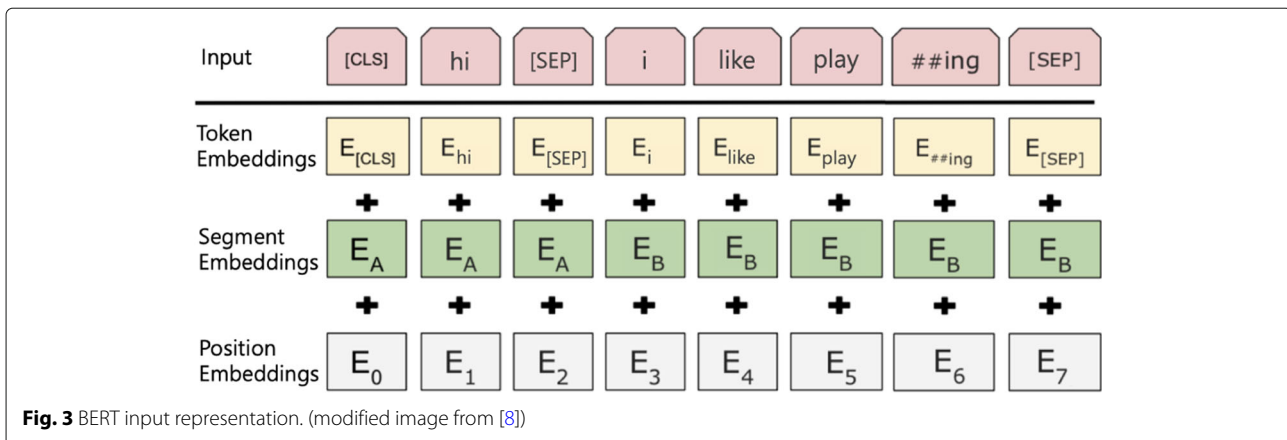 Input [CLS] hi [SEP] i like play ##ing [SEP]
Token
Embeddings E[CLS] Ehi E[SEP] Ei Elike Eplay E##ing E[SEP]
+ + + + + + + +
Segment
Embeddings EA EA EA EB EB EB EB EB
+ + + + + + + +
Position
Embeddings E0 E1 E2 E3 E4 E5 E6 E7
Fig. 3 BERT input representation. (modified image from [8])